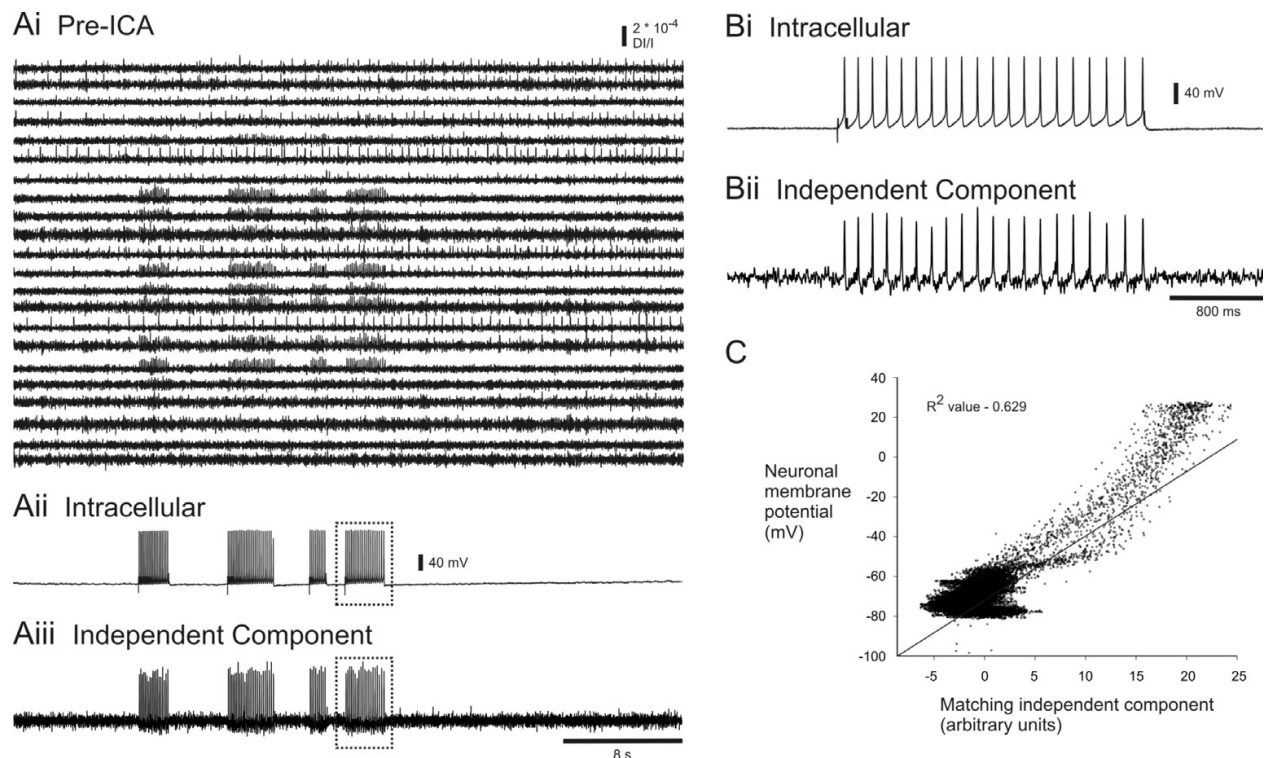 Ai Pre-ICA
2 * 10-4
DI/I
Aii Intracellular
40 mV
Aiii Independent Component
8 s
Bi Intracellular
40 mV
Bii Independent Component
800 ms
C
R2 value - 0.629
Neuronal
membrane
potential
(mV)
40
20
0
-20
-40
-60
-80
-100
-5 0 5 10 15 20 25
Matching independent component
(arbitrary units)